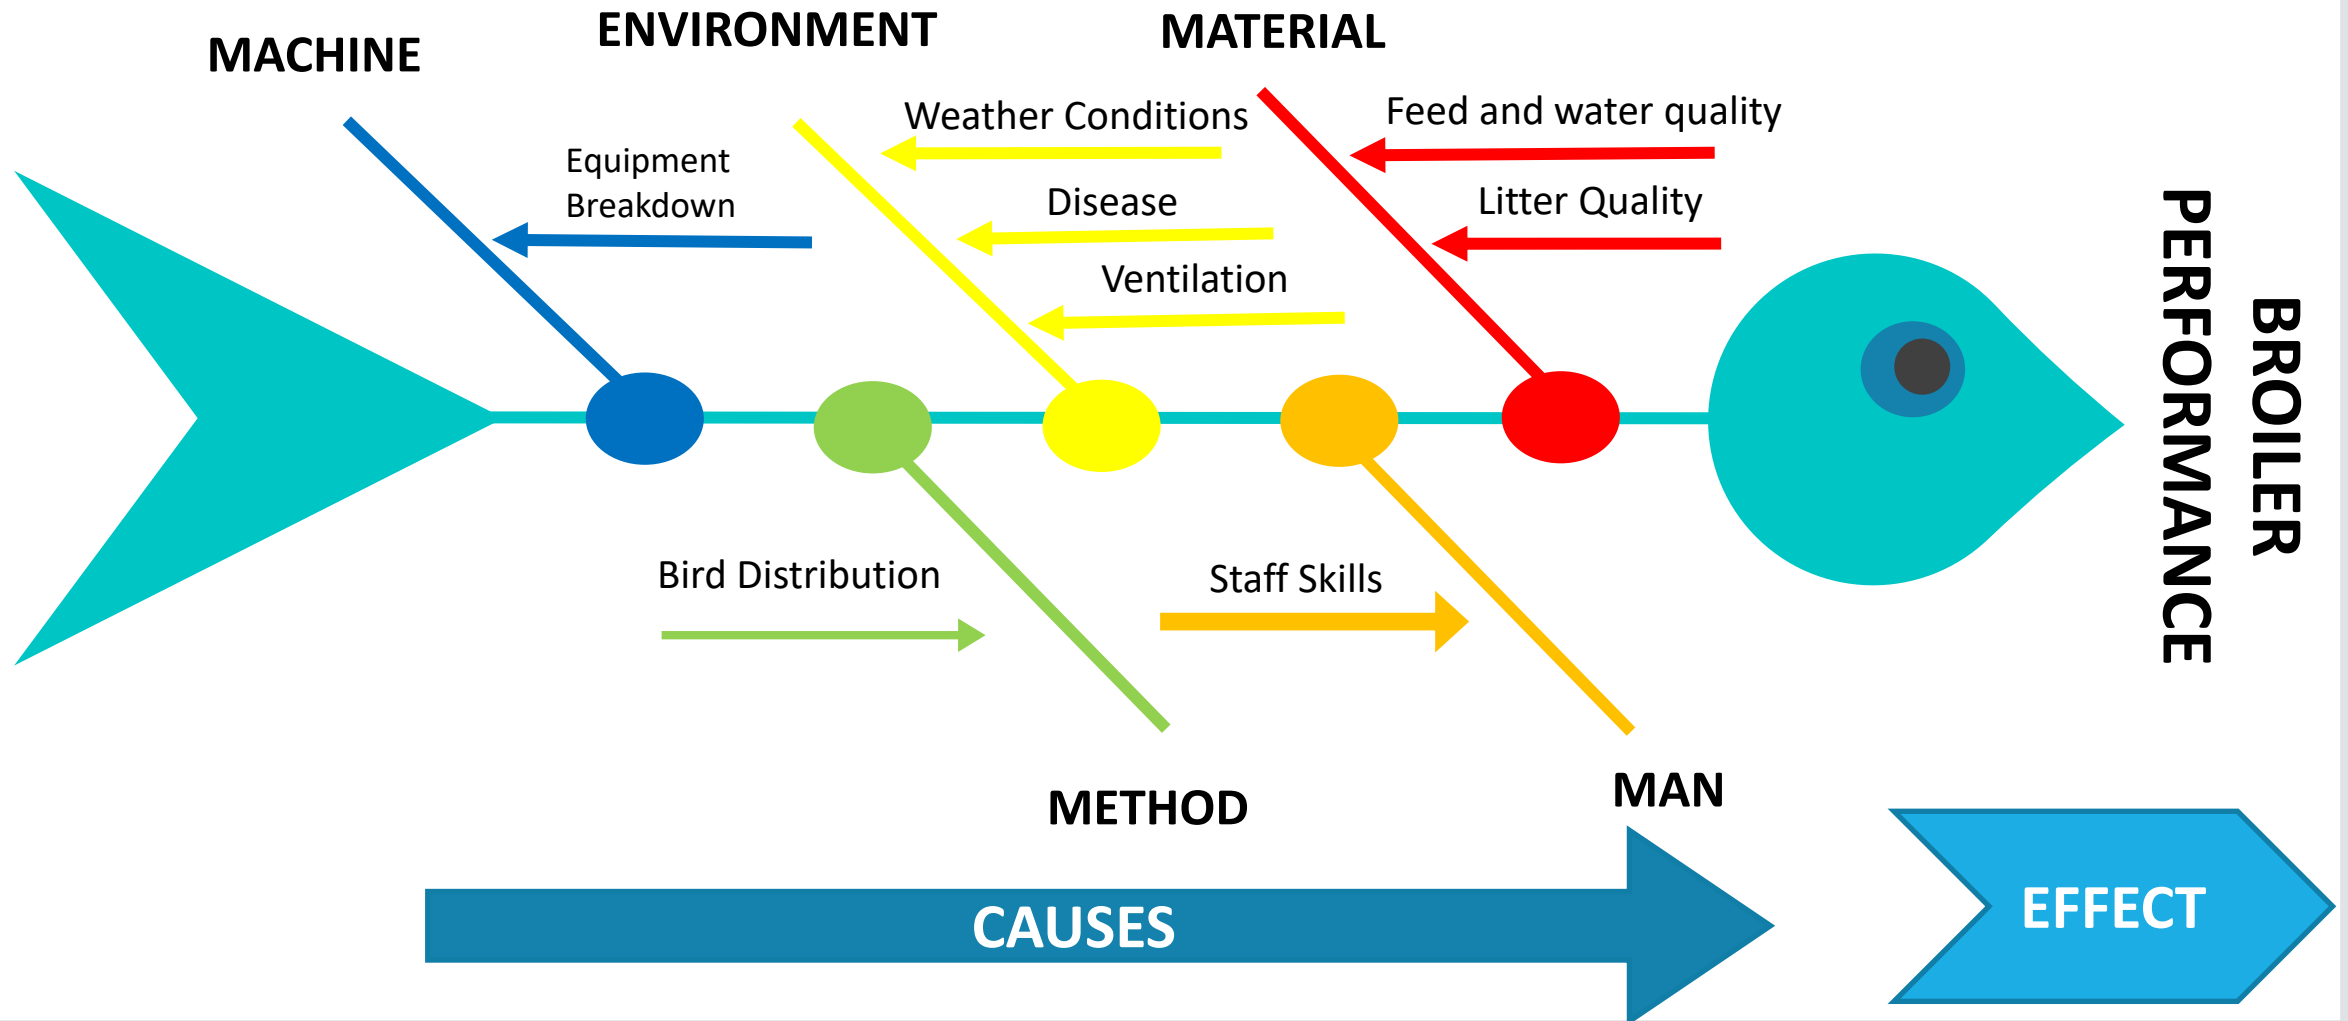 MACHINE
ENVIRONMENT
MATERIAL
Equipment
Breakdown
Weather Conditions
Disease
Ventilation
Feed and water quality
Litter Quality
BROILER
PERFORMANCE
Bird Distribution
Staff Skills
METHOD
MAN
CAUSES
EFFECT